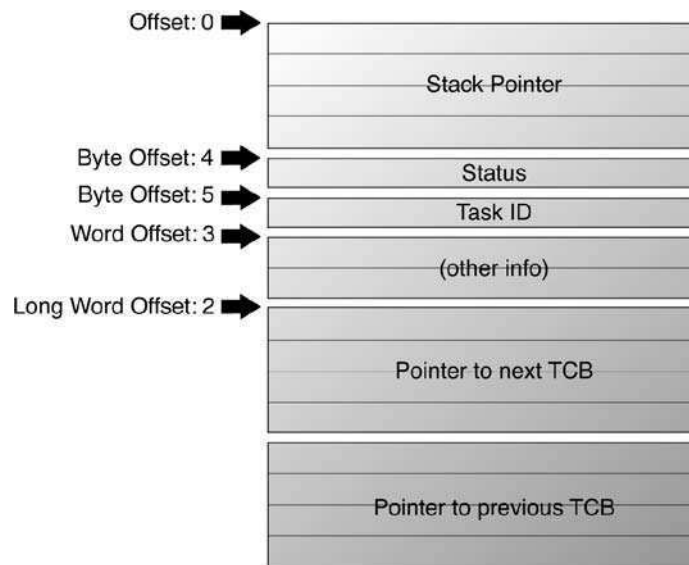 Offset: 0
Stack Pointer
Byte Offset: 4
Status
Byte Offset: 5
Task ID
Word Offset: 3
(other info)
Long Word Offset: 2
Pointer to next TCB
Pointer to previous TCB